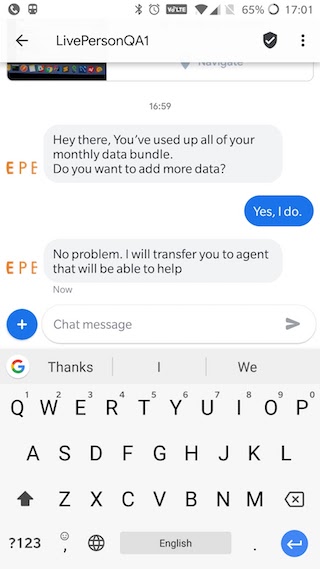 VoLTE 65% 17:01
LivePersonQA1
Navigate
16:59
Hey there, You've used up all of your
monthly data bundle.
Do you want to add more data?
EPE
Yes, I do.
No problem. I will transfer you to agent
that will be able to help
EPE
Now
Chat message
G Thanks I We
1 2 3 4 5 6 7 8 9 0
Q W E R T Y U I O P
A S D F G H J K L
Z X C V B N M
?123 , English .